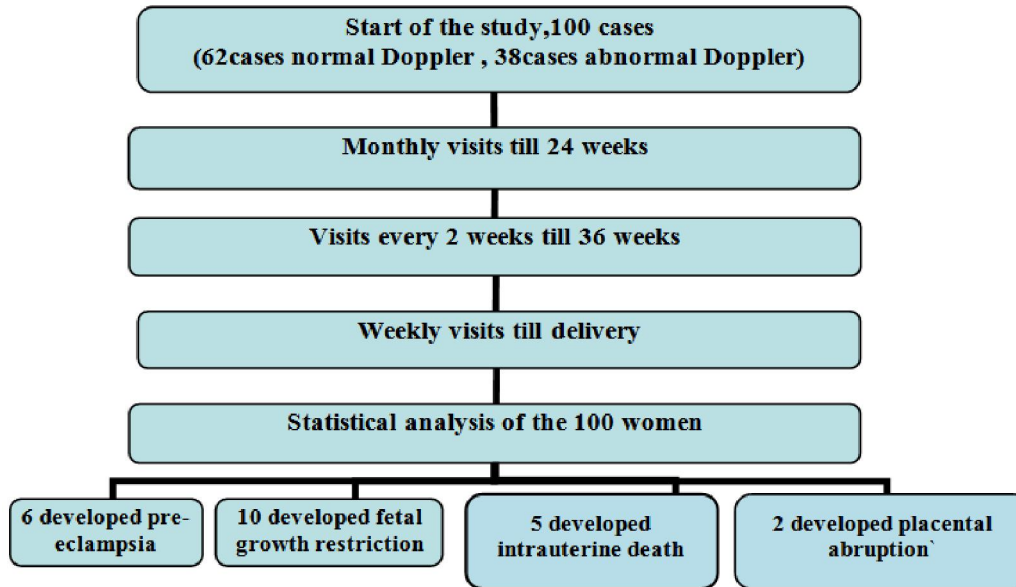 Start of the study,100 cases
(62cases normal Doppler , 38cases abnormal Doppler)
Monthly visits till 24 weeks
Visits every 2 weeks till 36 weeks
Weekly visits till delivery
Statistical analysis of the 100 women
6 developed pre-
eclampsia
10 developed fetal
growth restriction
5 developed
intrauterine death
2 developed placental
abruption`